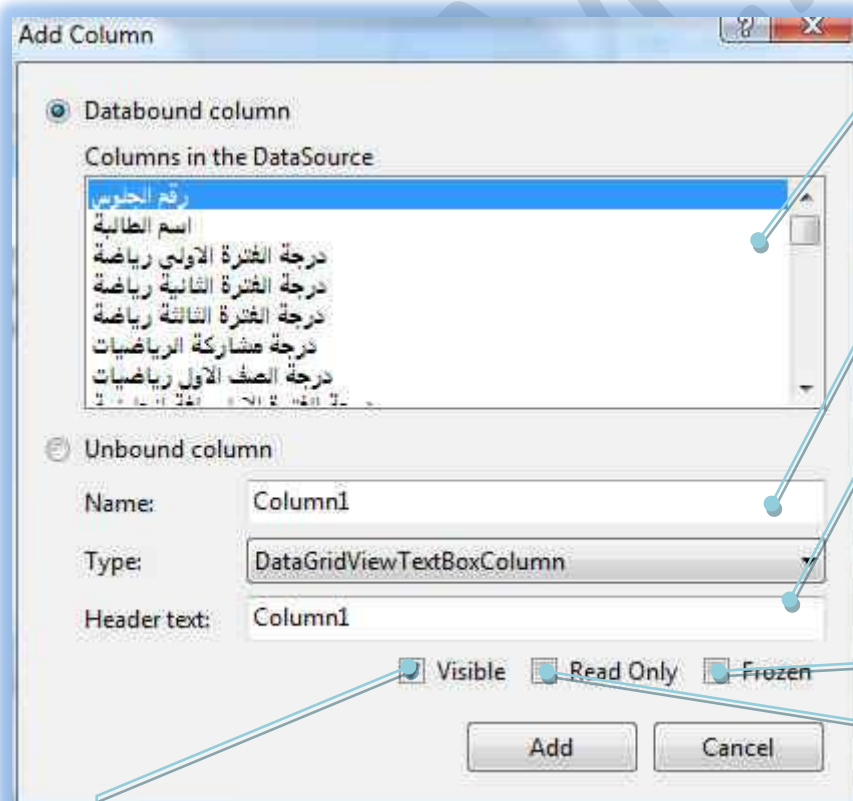 Add Column
Databound column
Columns in the DataSource
رقم الجلوس
اسم الطالبة
درجة الفترة الاولى رياضة
درجة الفترة الثانية رياضة
درجة الفترة الثالثة رياضة
درجة مشاركة الرياضيات
درجة الصف الاول رياضيات
Unbound column
Name: Column1
Type: DataGridViewTextBoxColumn
Header text: Column1
Visible Read Only Frozen
Add Cancel